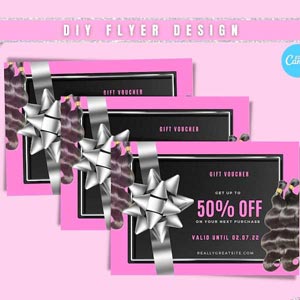 DIY FLYER DESIGN
Can
GIFT VOUCHER
GIFT VOUCHER
GIFT VOUCHER
GET UP TO
50% OFF
ON YOUR NEXT PURCHASE
VALID UNTIL 02.07.22
REALLYGREATSITE.COM